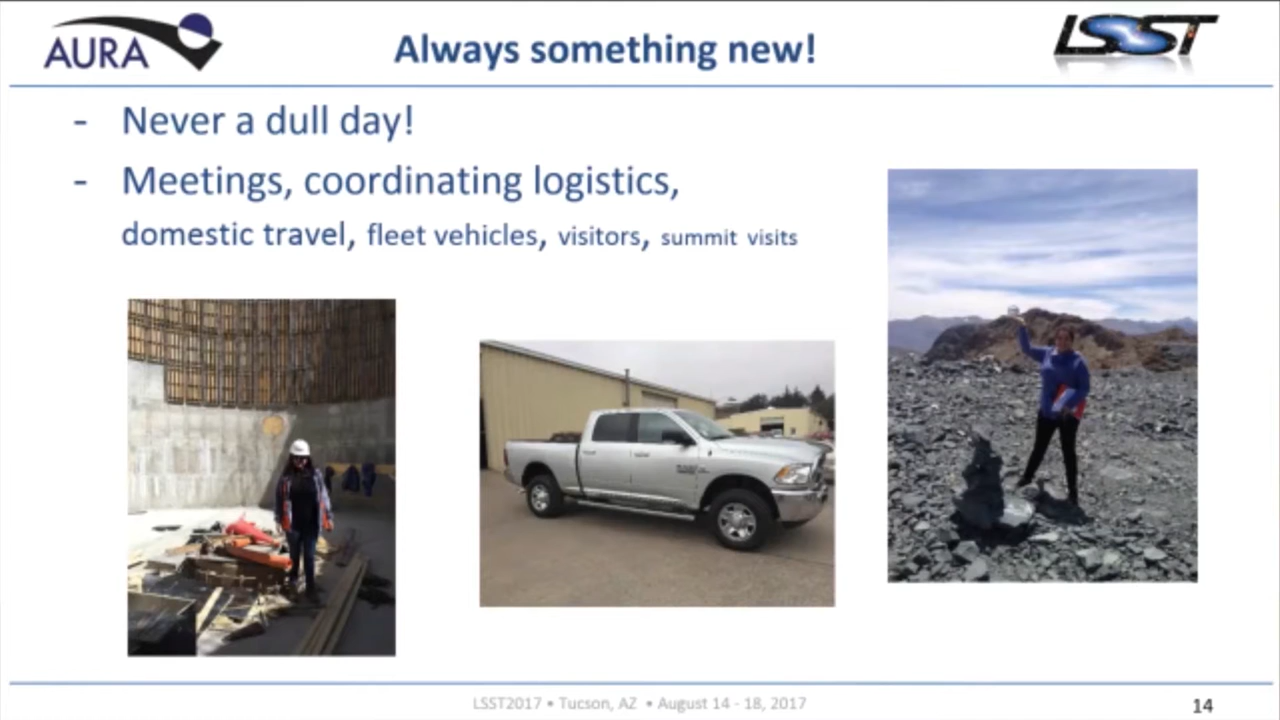 AURA
Always something new!
LSST
- Never a dull day!
- Meetings, coordinating logistics,
domestic travel, fleet vehicles, visitors, summit visits
LSST2017 • Tucson, AZ • August 14 - 18, 2017
14